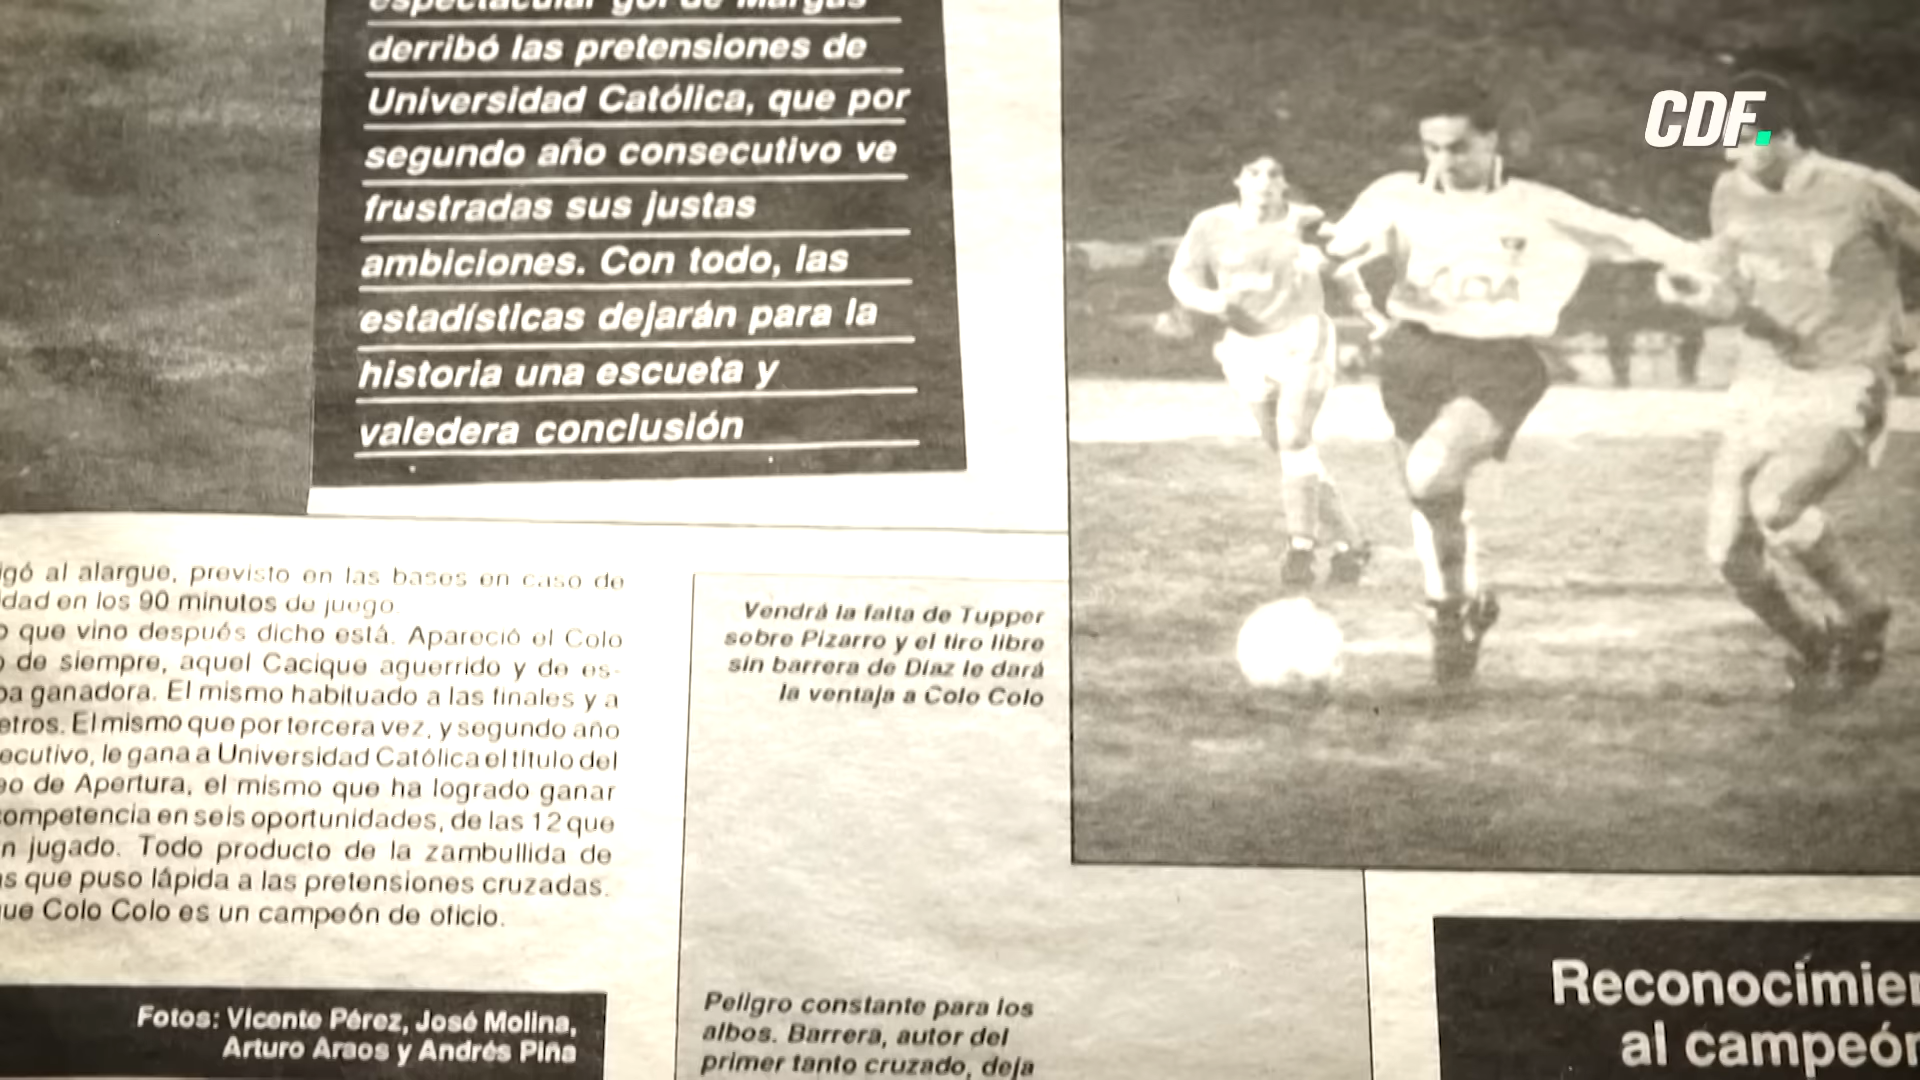 espectacular gol de Margas
derribó las pretensiones de
Universidad Católica, que por
segundo año consecutivo ve
frustradas sus justas
ambiciones. Con todo, las
estadísticas dejarán para la
historia una escueta y
valedera conclusión
CDF.
igó al alargue, previsto en las bases en caso de
dad en los 90 minutos de juego.
o que vino después dicho está. Apareció el Colo
o de siempre, aquel Cacique aguerrido y de es-
pa ganadora. El mismo habituado a las finales y a
etros. El mismo que por tercera vez, y segundo año
ecutivo, le gana a Universidad Católica el título del
eo de Apertura, el mismo que ha logrado ganar
competencia en seis oportunidades, de las 12 que
n jugado. Todo producto de la zambullida de
as que puso lápida a las pretensiones cruzadas.
que Colo Colo es un campeón de oficio.
Fotos: Vicente Pérez, José Molina,
Arturo Araos y Andrés Piña
Vendrá la falta de Tupper
sobre Pizarro y el tiro libre
sin barrera de Díaz le dará
la ventaja a Colo Colo
Peligro constante para los
albos. Barrera, autor del
primer tanto cruzado, deja
Reconocimien
al campeón